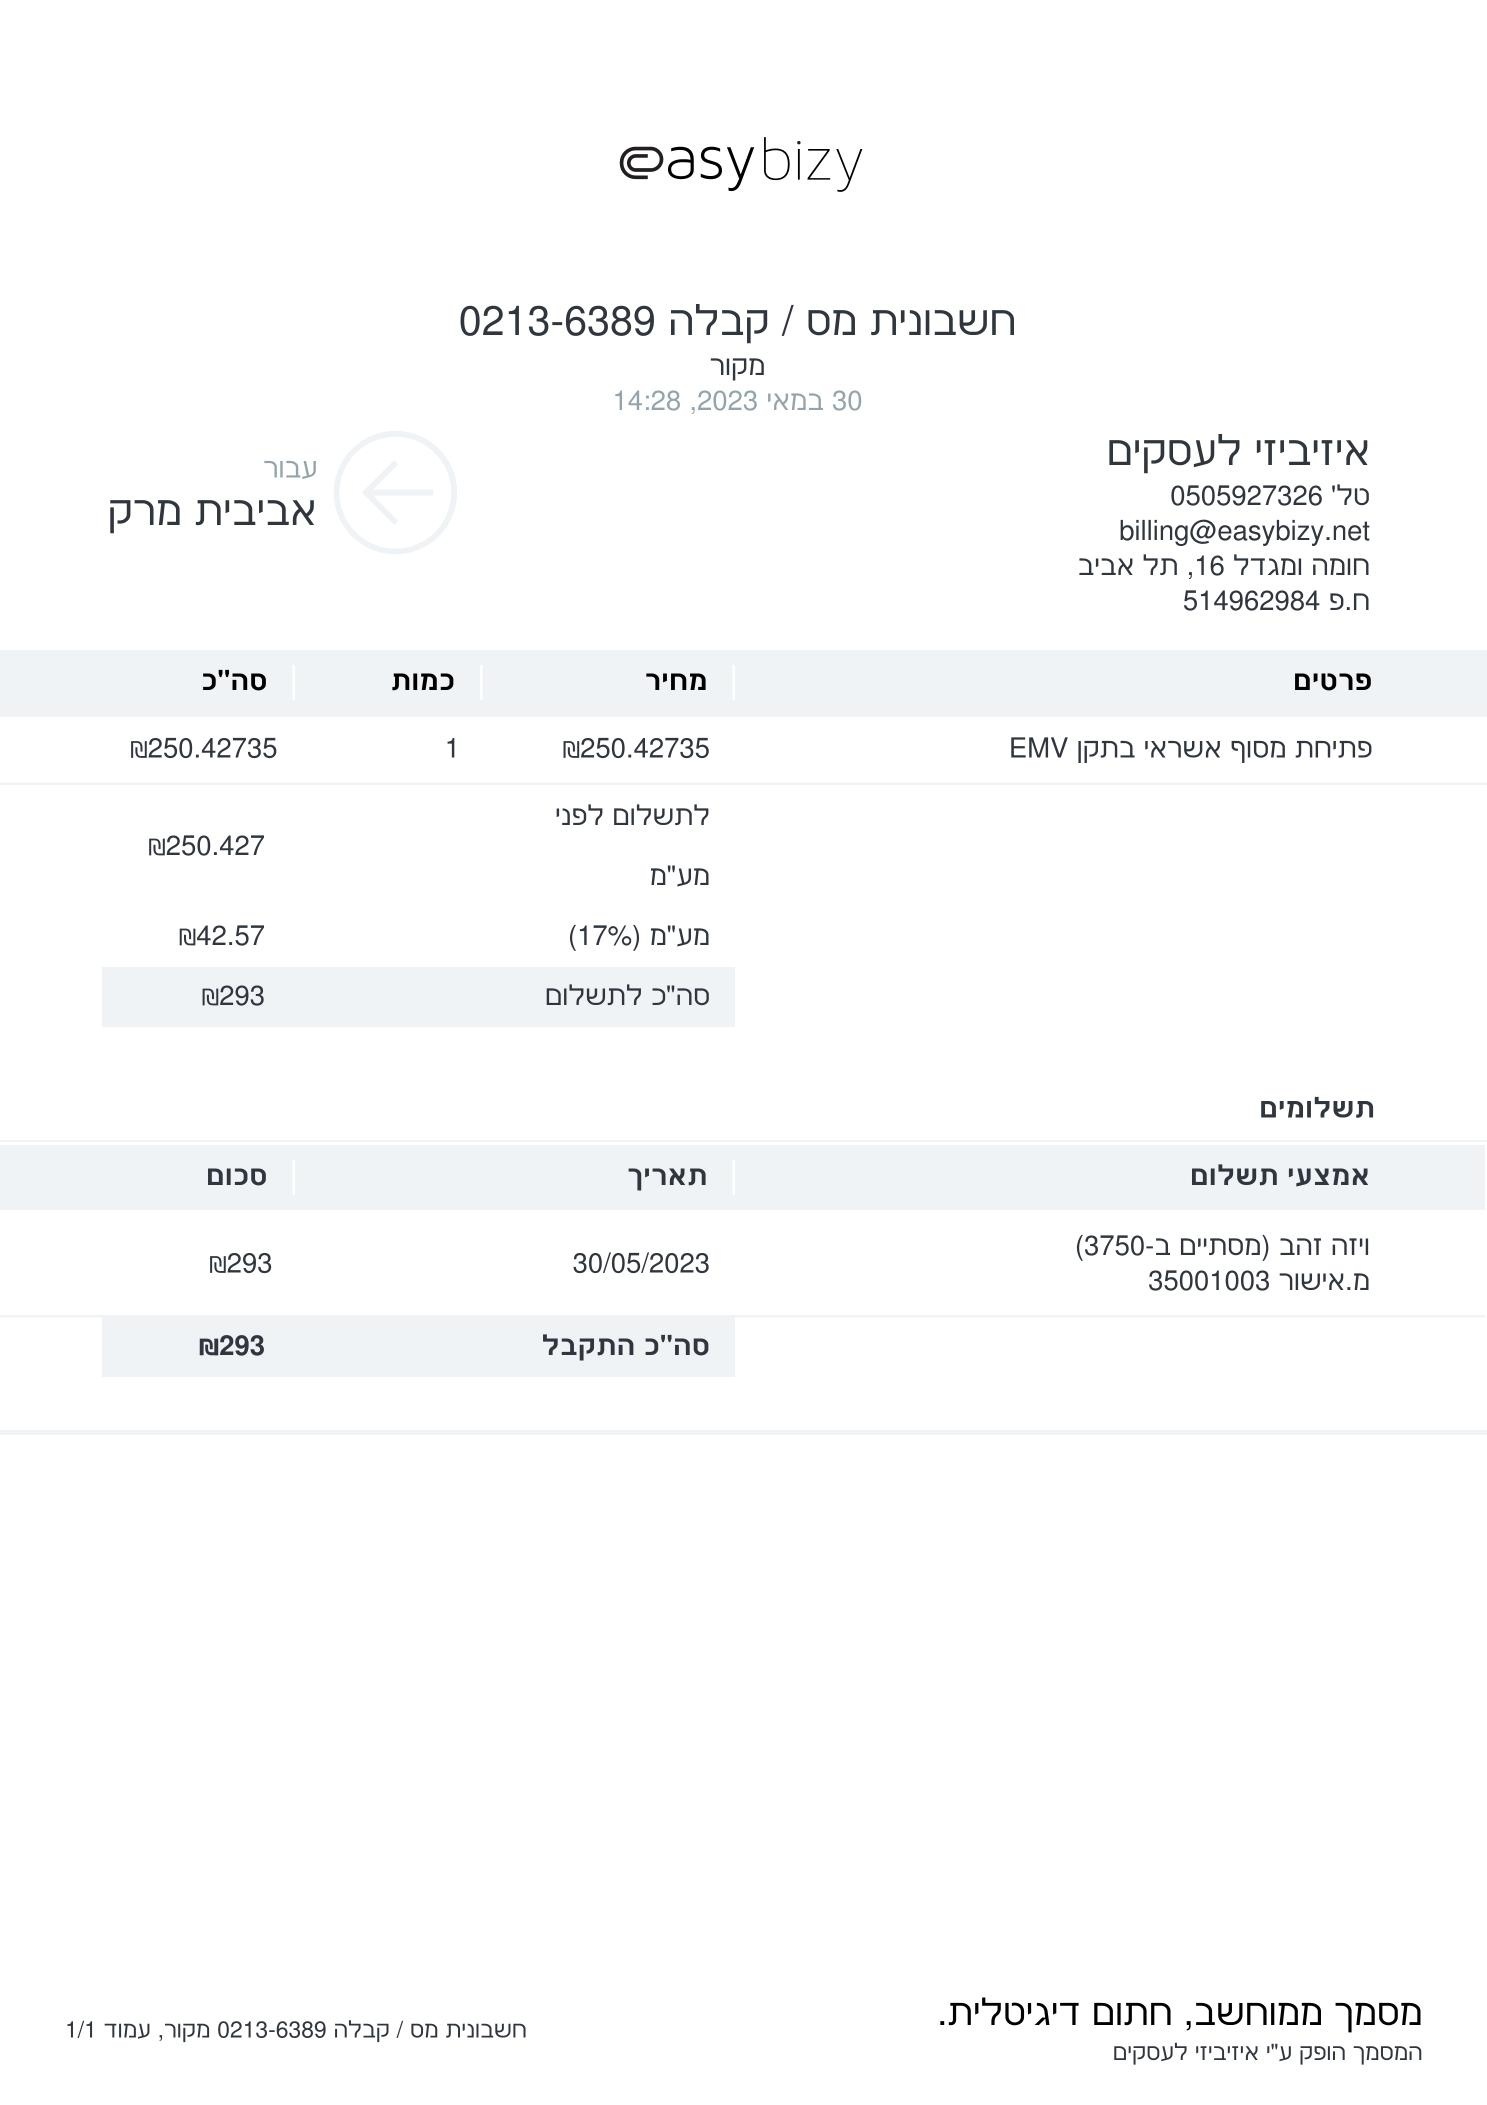 easybizy
חשבונית מס / קבלה 0213-6389
מקור
30 במאי 2023, 14:28
איזיביזי לעסקים
טל' 0505927326
billing@easybizy.net
חומה ומגדל 16, תל אביב
ח.פ 514962984
עבור
אביבית מרק
פרטים מחיר כמות סה"כ
פתיחת מסוף אשראי בתקן EMV ₪250.42735 1 ₪250.42735
לתשלום לפני
מע"מ
₪250.427
מע"מ (17%) ₪42.57
סה"כ לתשלום ₪293
תשלומים
אמצעי תשלום תאריך סכום
ויזה זהב (מסתיים ב-3750)
מ.אישור 35001003
30/05/2023 ₪293
סה"כ התקבל ₪293
מסמך ממוחשב, חתום דיגיטלית.
המסמך הופק ע"י איזיביזי לעסקים
חשבונית מס / קבלה 0213-6389 מקור, עמוד 1/1